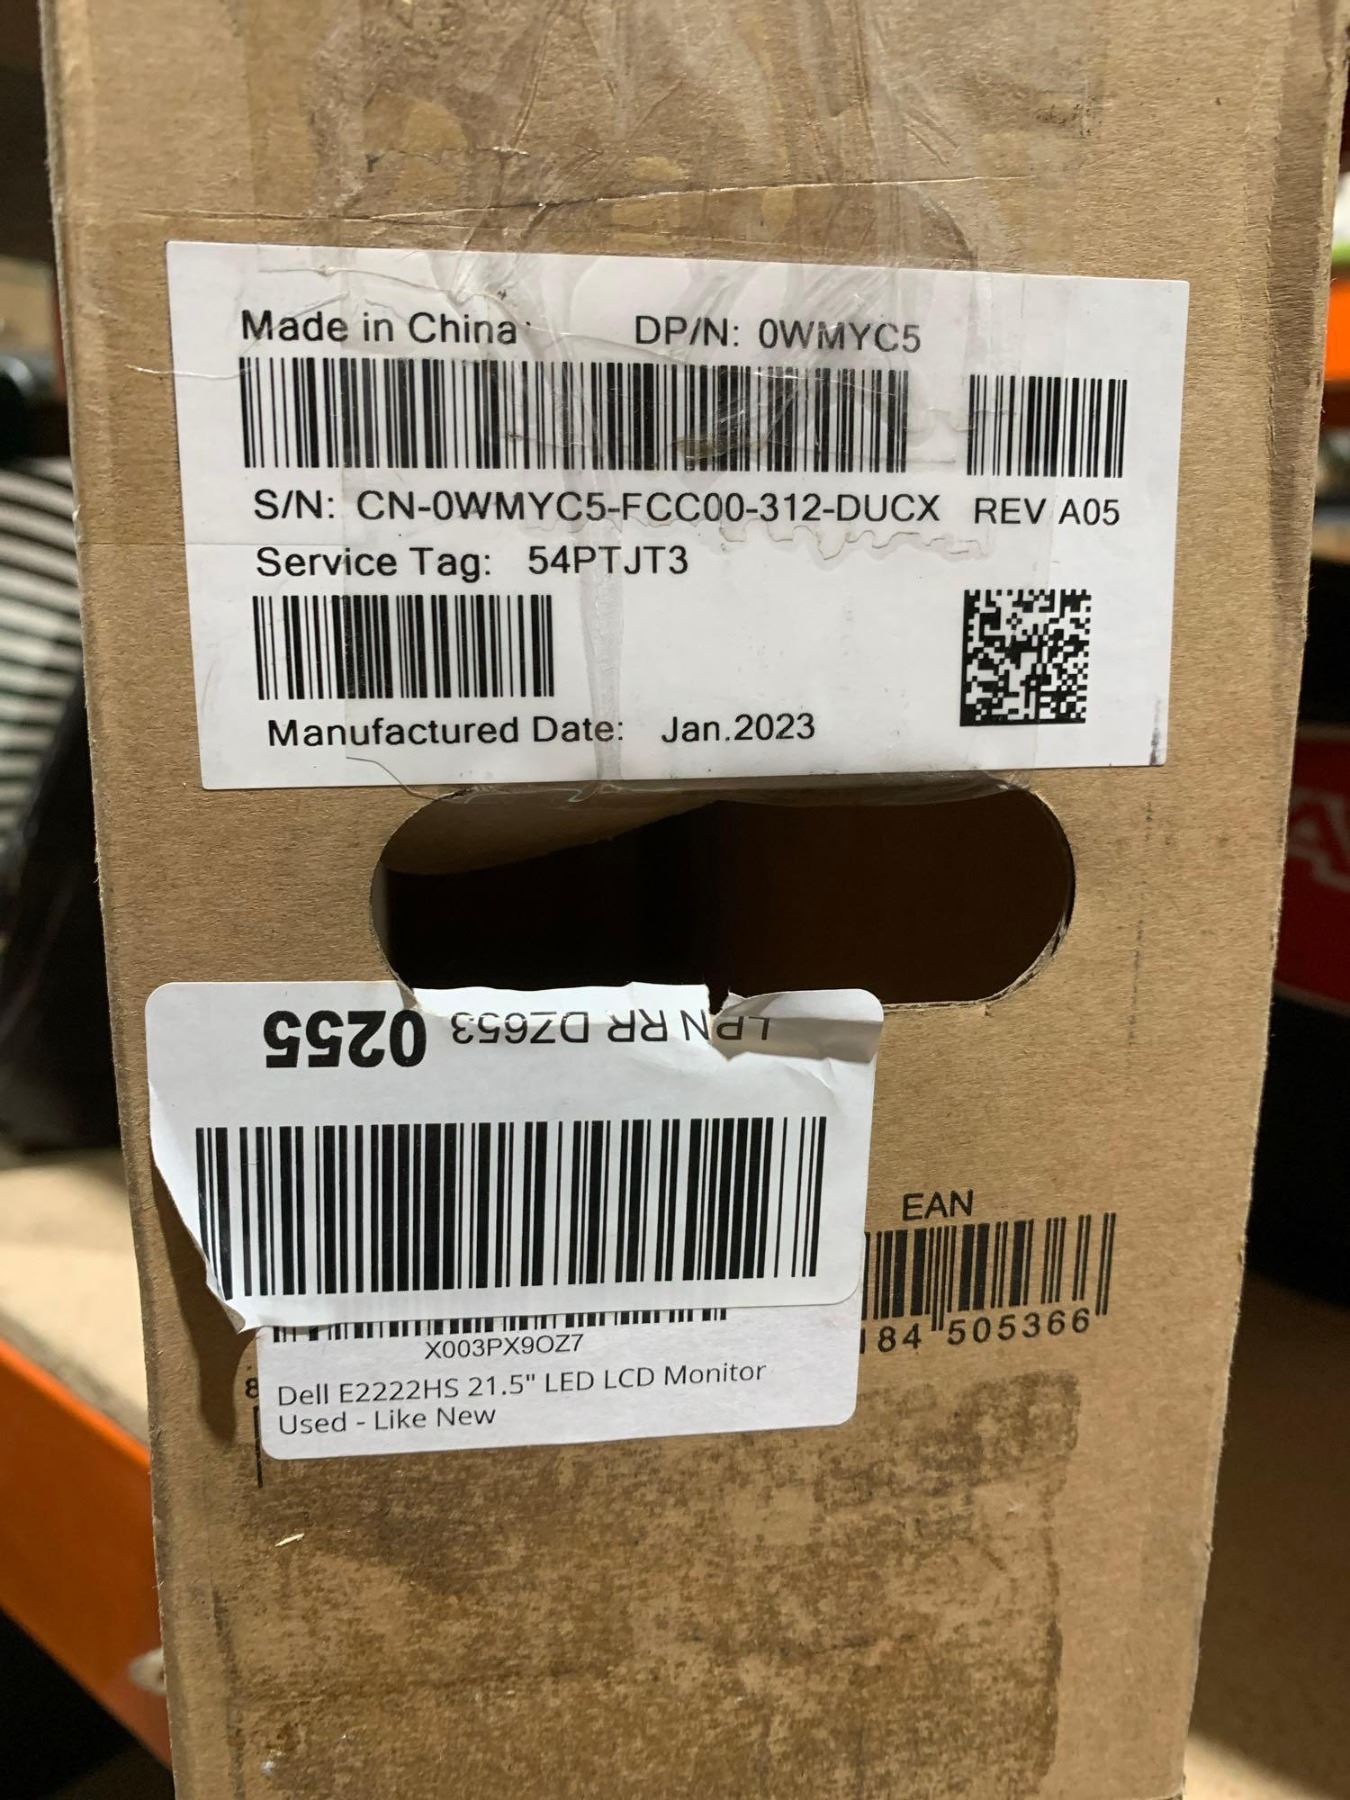 Made in China DP/N: 0WMYC5
S/N: CN-0WMYC5-FCC00-312-DUCX REV A05
Service Tag: 54PTJT3
Manufactured Date: Jan.2023
LPN RR DZ653 0255
EAN
184 505366
X003PX9OZ7
8
Dell E2222HS 21.5" LED LCD Monitor
Used - Like New